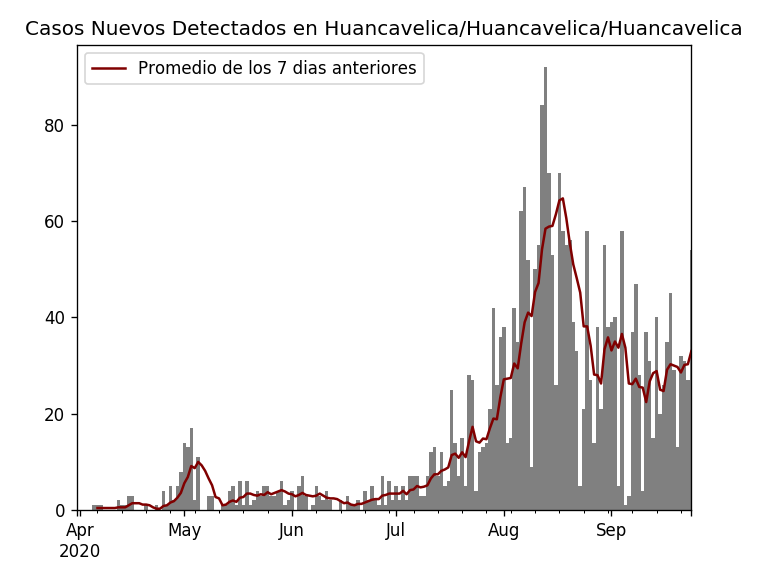 Casos Nuevos Detectados en Huancavelica/Huancavelica/Huancavelica
Promedio de los 7 dias anteriores
80
60
40
20
0
Apr May Jun Jul Aug Sep
2020